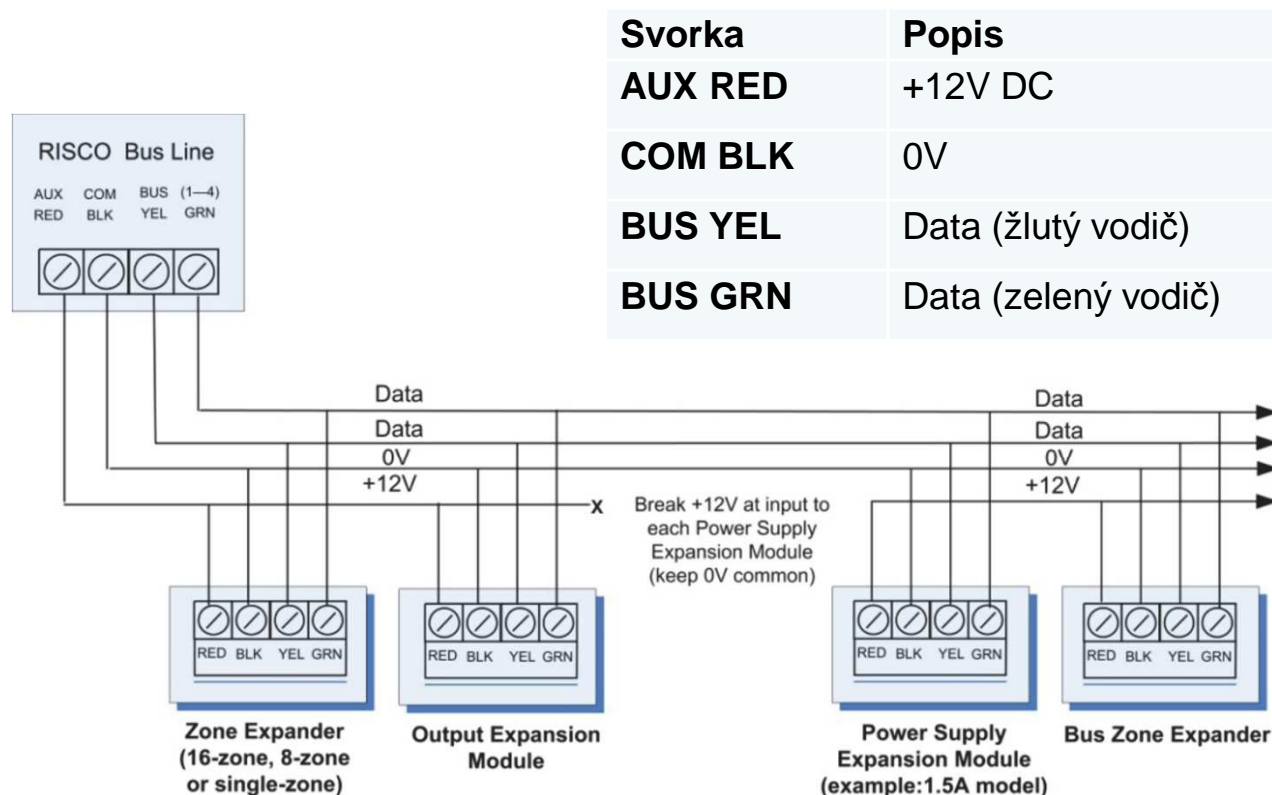 Svorka Popis
AUX RED +12V DC
COM BLK 0V
BUS YEL Data (žlutý vodič)
BUS GRN Data (zelený vodič)
RISCO Bus Line
AUX COM BUS (1—4)
RED BLK YEL GRN
Data
Data
0V
+12V
X
Break +12V at input to
each Power Supply
Expansion Module
(keep 0V common)
Data
Data
0V
+12V
RED BLK YEL GRN
Zone Expander
(16-zone, 8-zone
or single-zone)
RED BLK YEL GRN
Output Expansion
Module
RED BLK YEL GRN
Power Supply
Expansion Module
(example:1.5A model)
RED BLK YEL GRN
Bus Zone Expander